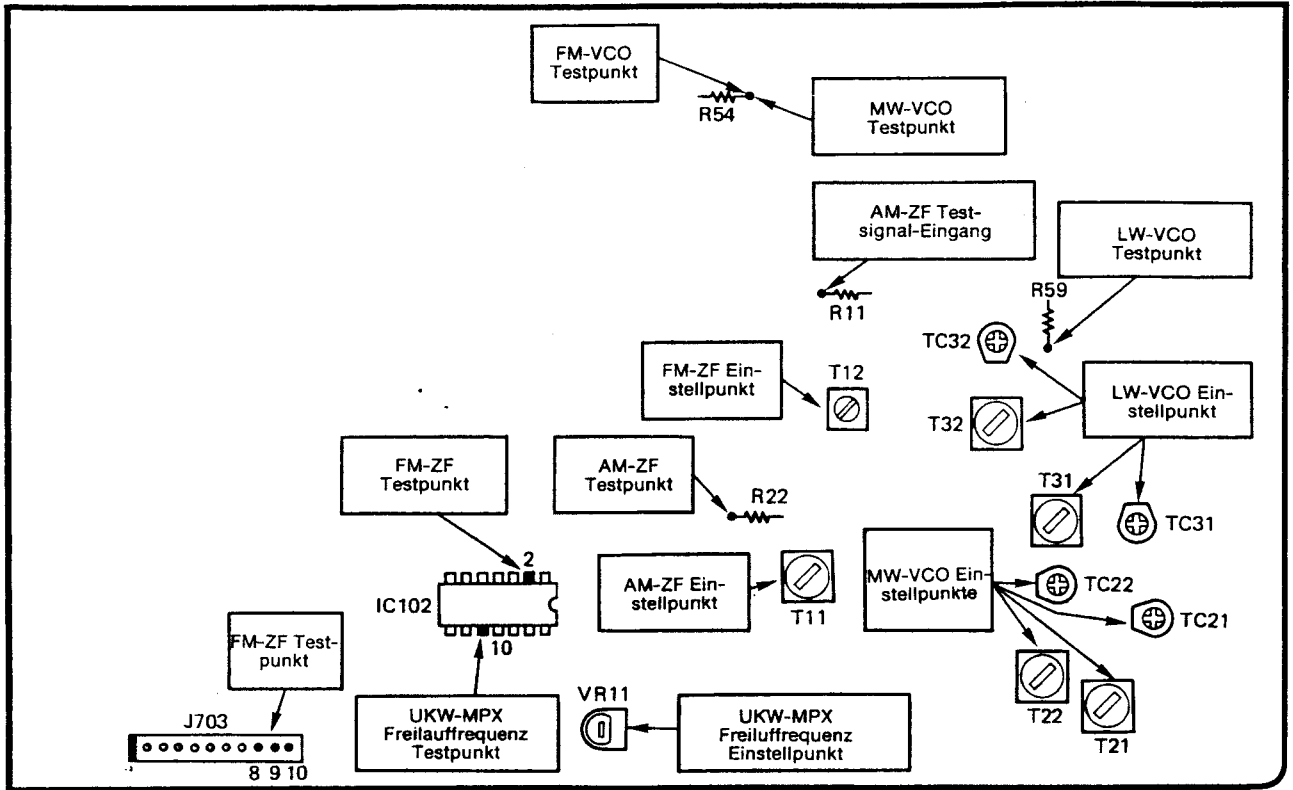 FM-VCO
Testpunkt
R54
MW-VCO
Testpunkt
AM-ZF Test-
signal-Eingang
LW-VCO
Testpunkt
R11
R59
TC32
FM-ZF Ein-
stellpunkt
T12
LW-VCO Ein-
stellpunkt
T32
FM-ZF
Testpunkt
AM-ZF
Testpunkt
R22
T31
TC31
2
IC102
10
AM-ZF Ein-
stellpunkt
T11
MW-VCO Ein-
stellpunkte
TC22
TC21
T22
T21
FM-ZF Test-
punkt
J703
8 9 10
UKW-MPX
Freilauffrequenz
Testpunkt
VR11
UKW-MPX
Freiluffrequenz
Einstellpunkt